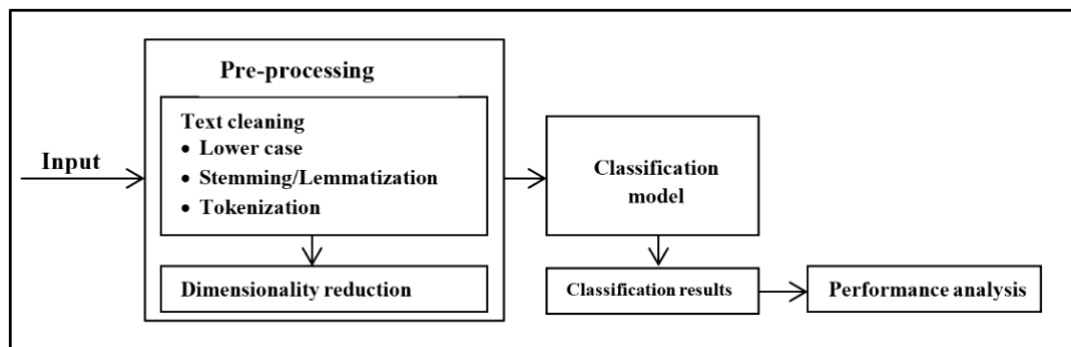 Input
Pre-processing
Text cleaning
• Lower case
• Stemming/Lemmatization
• Tokenization
Dimensionality reduction
Classification
model
Classification results
Performance analysis